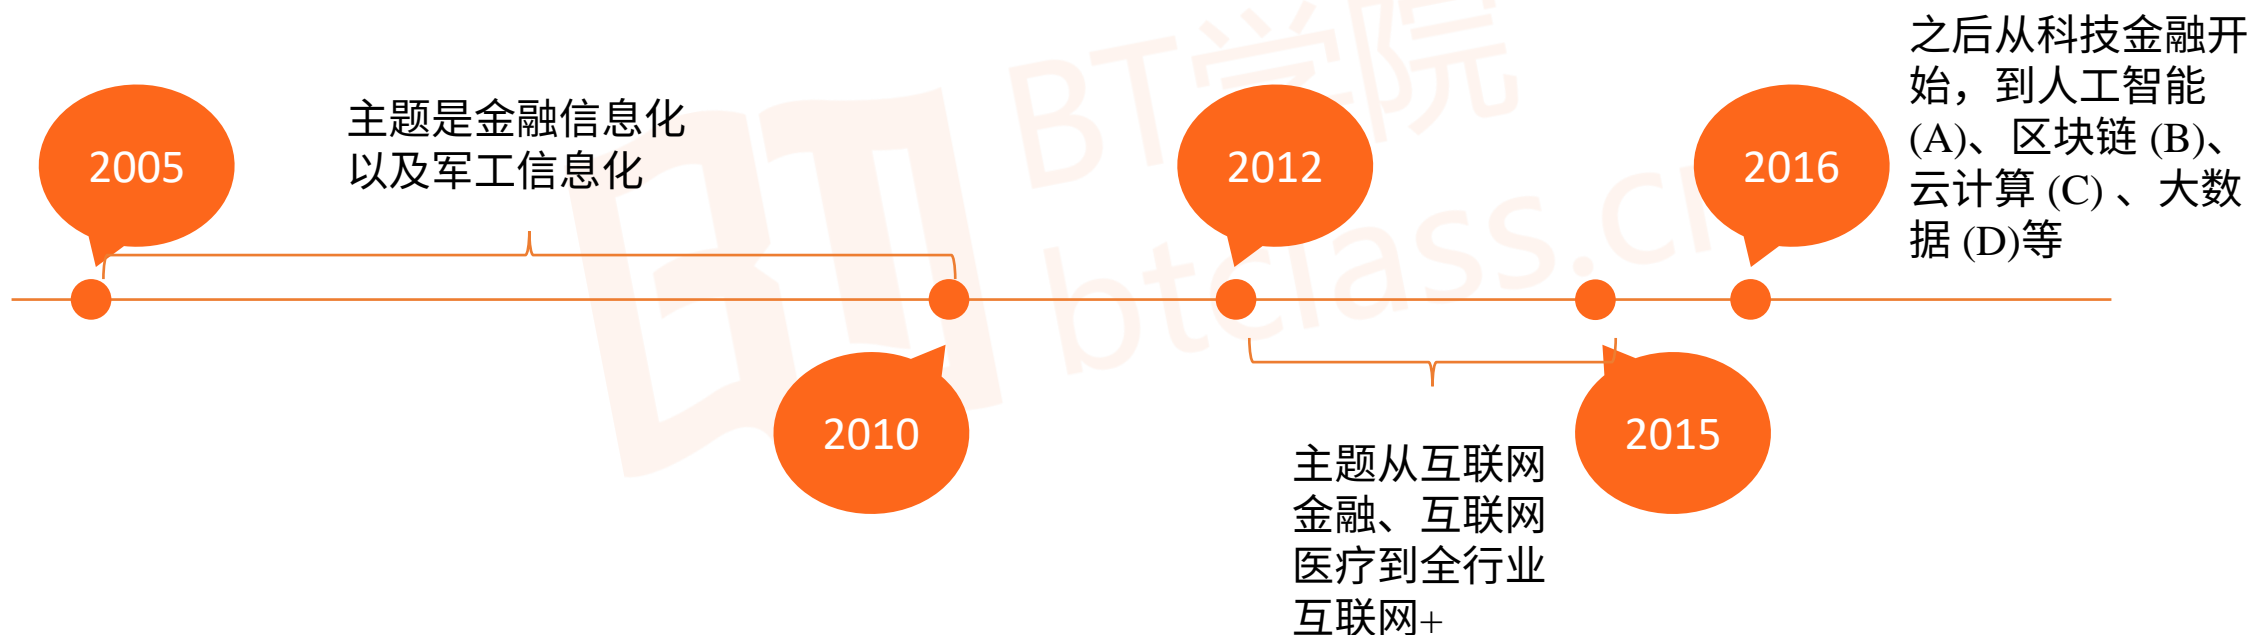 2005
主题是金融信息化
以及军工信息化
2010
2012
主题从互联网
金融、互联网
医疗到全行业
互联网+
2015
2016
之后从科技金融开
始，到人工智能
(A)、区块链 (B)、
云计算 (C) 、大数
据 (D)等
BT学院
btclass.cn